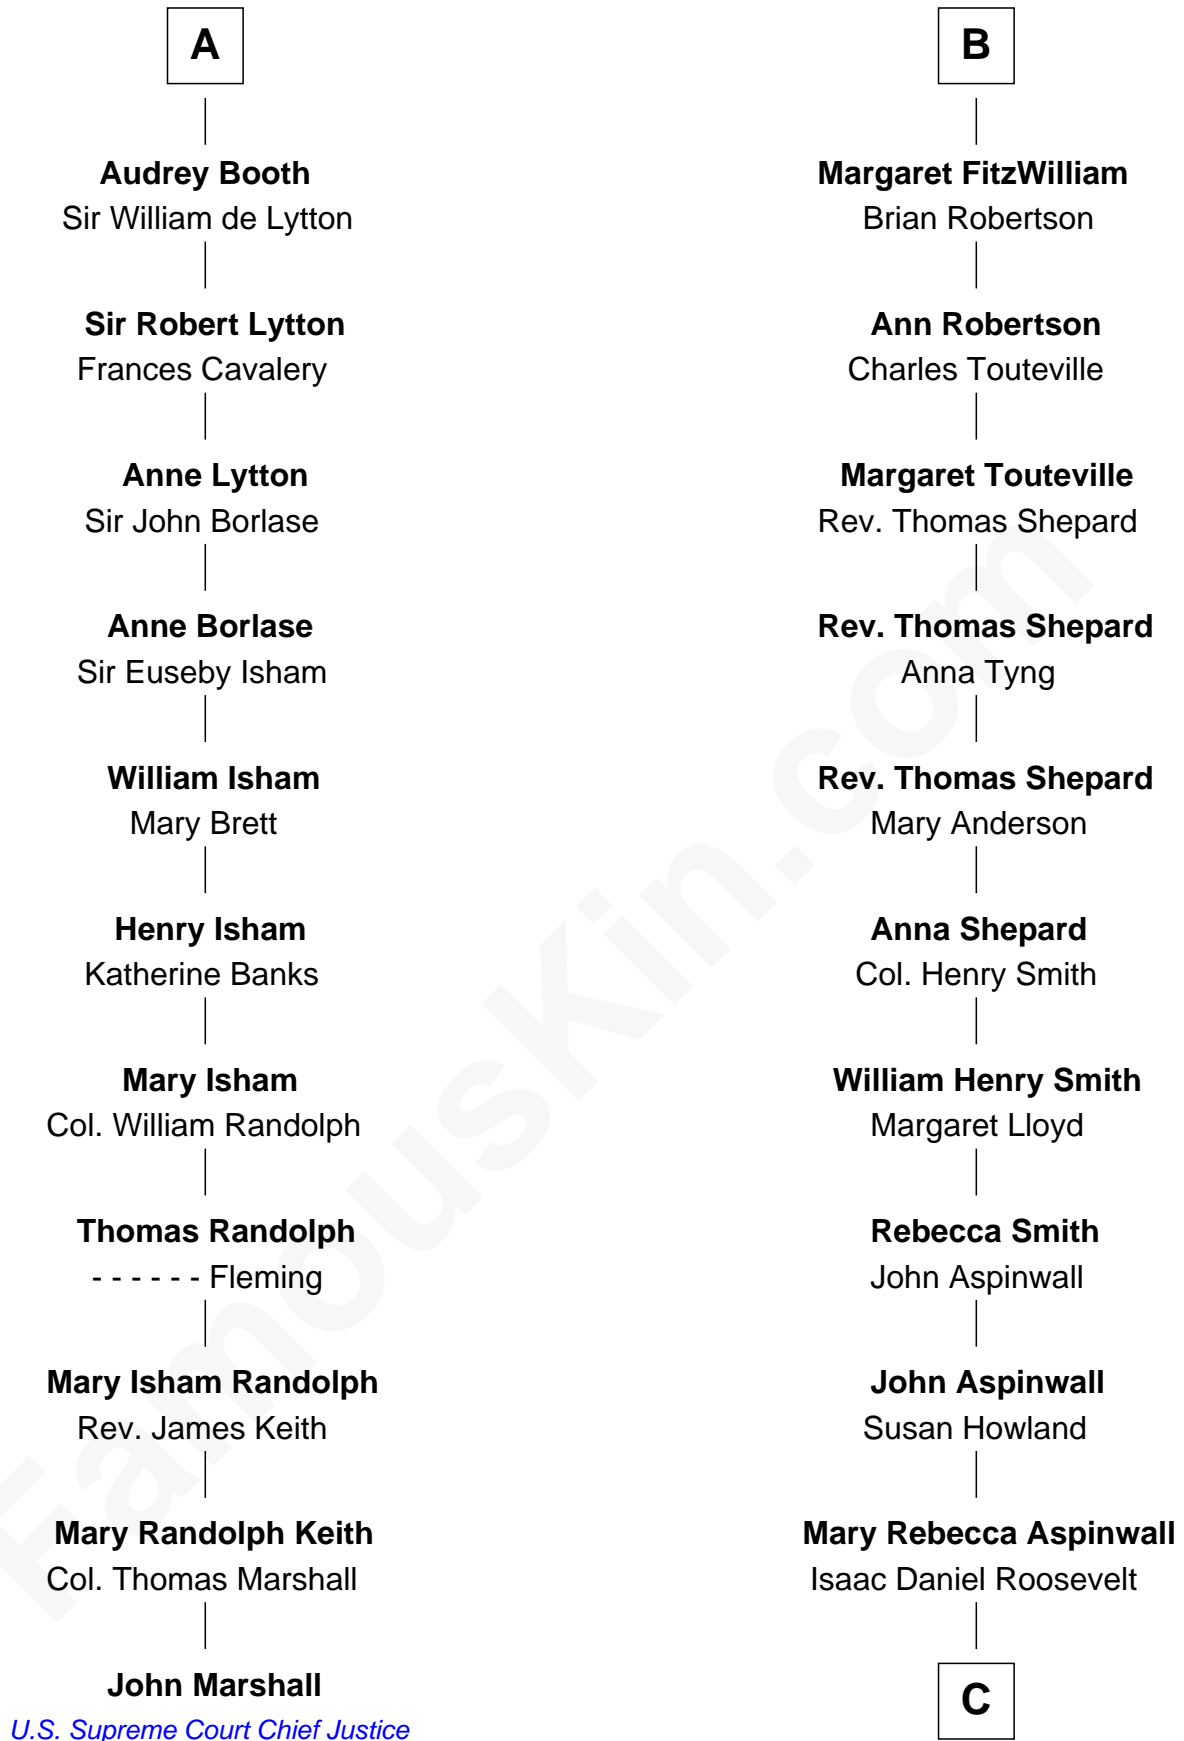 A
Audrey Booth
Sir William de Lytton
Sir Robert Lytton
Frances Cavalery
Anne Lytton
Sir John Borlase
Anne Borlase
Sir Euseby Isham
William Isham
Mary Brett
Henry Isham
Katherine Banks
Mary Isham
Col. William Randolph
Thomas Randolph
- - - - - - Fleming
Mary Isham Randolph
Rev. James Keith
Mary Randolph Keith
Col. Thomas Marshall
John Marshall
U.S. Supreme Court Chief Justice
B
Margaret FitzWilliam
Brian Robertson
Ann Robertson
Charles Touteville
Margaret Touteville
Rev. Thomas Shepard
Rev. Thomas Shepard
Anna Tyng
Rev. Thomas Shepard
Mary Anderson
Anna Shepard
Col. Henry Smith
William Henry Smith
Margaret Lloyd
Rebecca Smith
John Aspinwall
John Aspinwall
Susan Howland
Mary Rebecca Aspinwall
Isaac Daniel Roosevelt
C
FamousKin.com